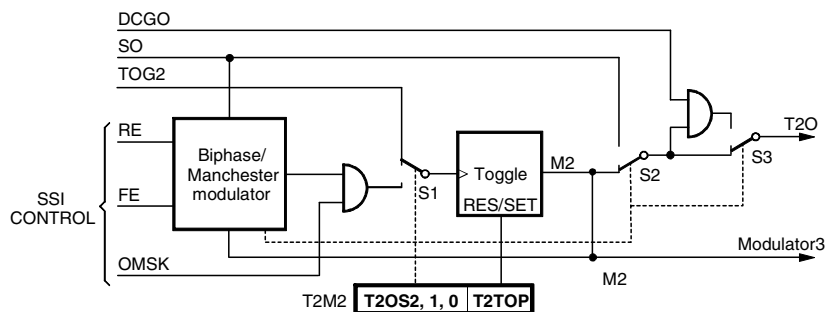 DCGO
SO
TOG2
RE
FE
SSI
CONTROL
OMSK
Biphase/
Manchester
modulator
S1
Toggle
RES/SET
M2
S2
S3
T2O
Modulator3
M2
T2M2
T2OS2, 1, 0
T2TOP